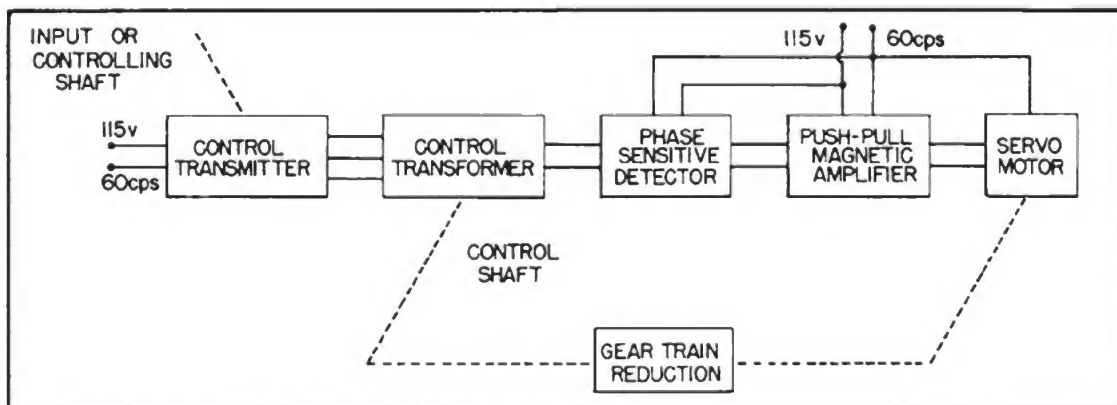 INPUT OR
CONTROLLING
SHAFT
115v
60cps
115v
60cps
CONTROL
TRANSMITTER
CONTROL
TRANSFORMER
PHASE
SENSITIVE
DETECTOR
PUSH-PULL
MAGNETIC
AMPLIFIER
SERVO
MOTOR
CONTROL
SHAFT
GEAR TRAIN
REDUCTION